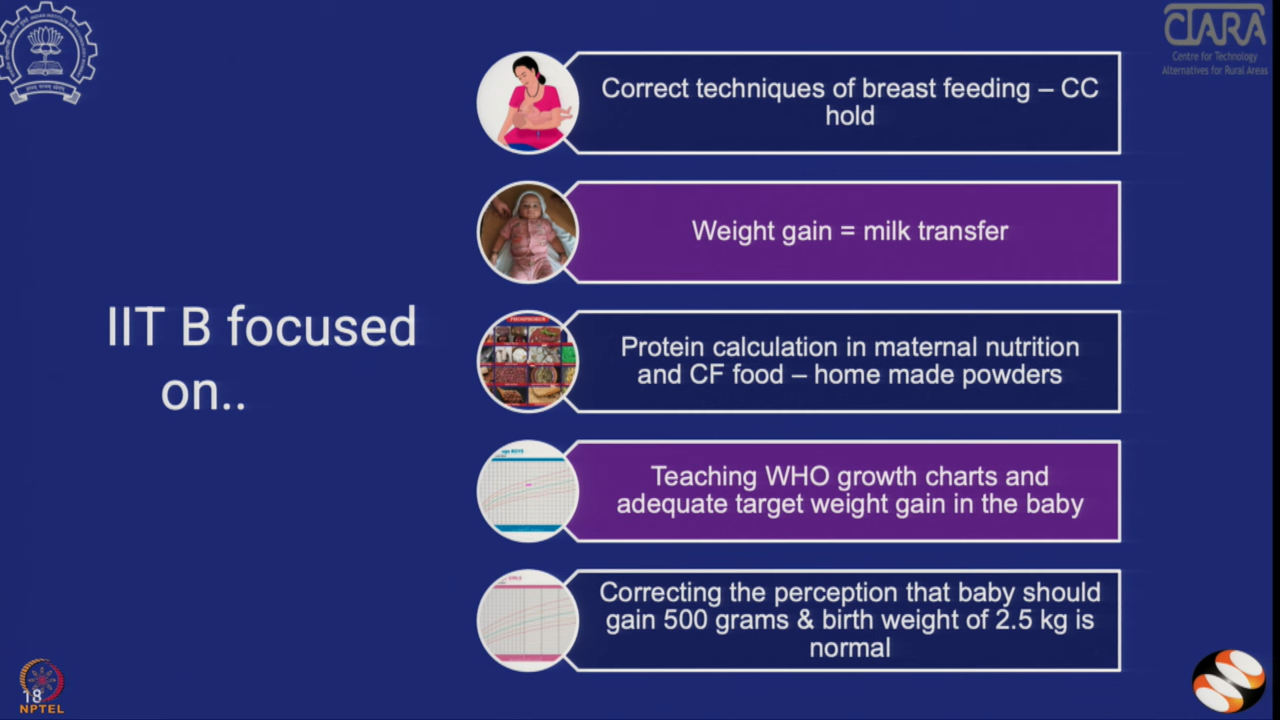 CTARA
Centre for Technology
Alternatives for Rural Areas
IIT B focused
on..
Correct techniques of breast feeding – CC
hold
Weight gain = milk transfer
PHOSPHORUS
Protein calculation in maternal nutrition
and CF food – home made powders
Teaching WHO growth charts and
adequate target weight gain in the baby
Correcting the perception that baby should
gain 500 grams & birth weight of 2.5 kg is
normal
18
NPTEL